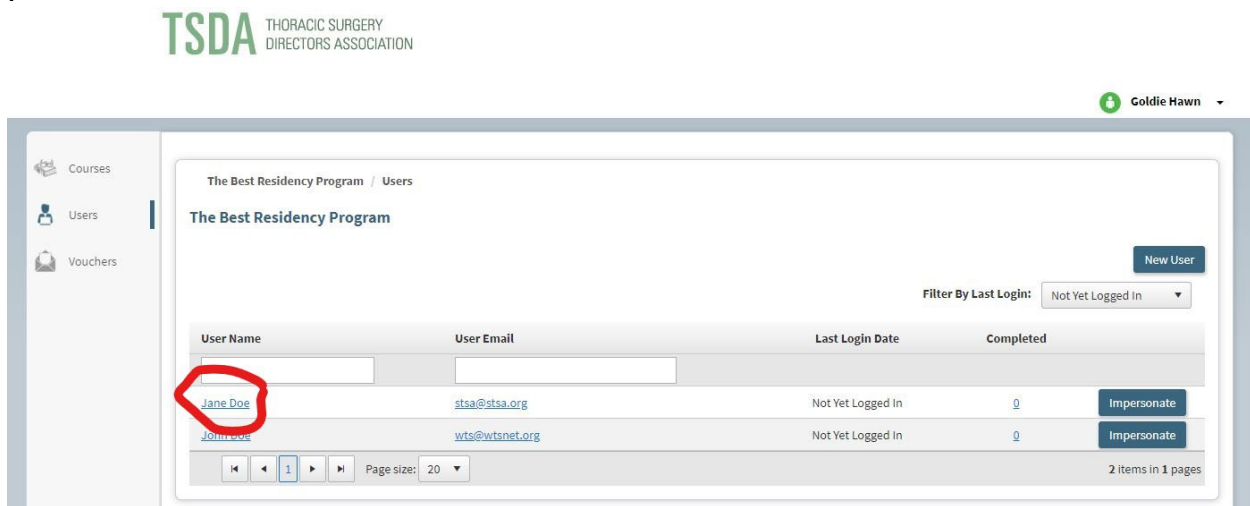 TSDA THORACIC SURGERY
DIRECTORS ASSOCIATION
Goldie Hawn
Courses
Users
Vouchers
The Best Residency Program / Users
The Best Residency Program
New User
Filter By Last Login: Not Yet Logged In
User Name User Email Last Login Date Completed
Jane Doe stsa@stsa.org Not Yet Logged In 0 Impersonate
John Doe wts@wtsnet.org Not Yet Logged In 0 Impersonate
1 Page size: 20 2 items in 1 pages